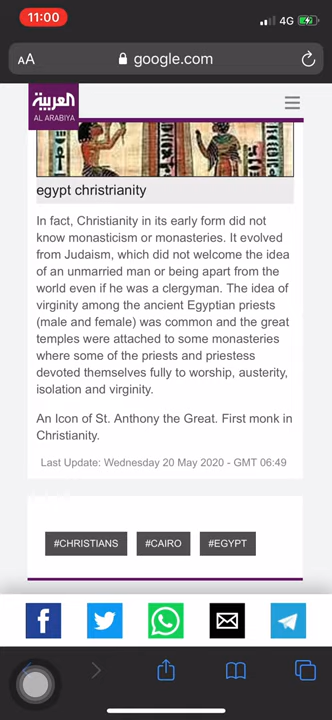 11:00
4G
AA
google.com
العربية
AL ARABIYA
egypt christrianity
In fact, Christianity in its early form did not
know monasticism or monasteries. It evolved
from Judaism, which did not welcome the idea
of an unmarried man or being apart from the
world even if he was a clergyman. The idea of
virginity among the ancient Egyptian priests
(male and female) was common and the great
temples were attached to some monasteries
where some of the priests and priestess
devoted themselves fully to worship, austerity,
isolation and virginity.
An Icon of St. Anthony the Great. First monk in
Christianity.
Last Update: Wednesday 20 May 2020 - GMT 06:49
#CHRISTIANS
#CAIRO
#EGYPT